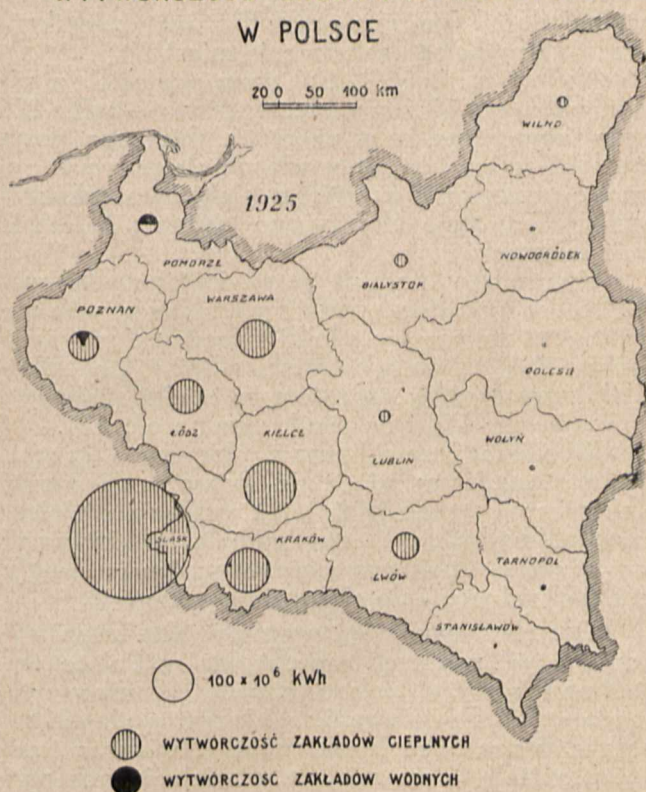 W POLSCE
20 0 50 100 km
WILNO
1925
NOWOGRÓDEK
POMORZE
BIAŁYSTOK
WARSZAWA
POZNAŃ
POLESIE
ŁÓDŹ
KIELCE
WOŁYŃ
LUBLIN
ŚLĄSK
KRAKÓW
TARNOPOL
LWÓW
STANISŁAWÓW
100 x 10⁶ kWh
WYTWÓRCZOŚĆ ZAKŁADÓW CIEPLNYCH
WYTWÓRCZOŚĆ ZAKŁADÓW WODNYCH